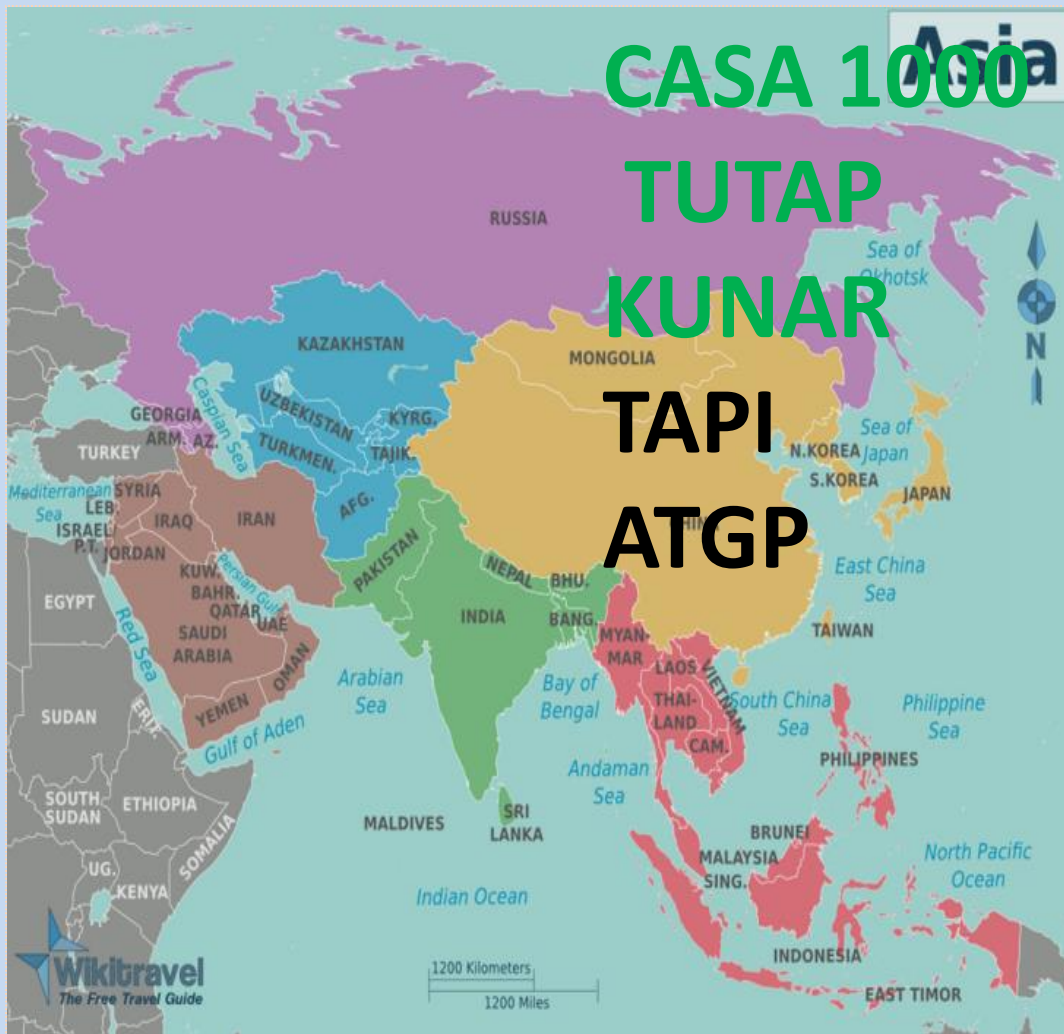 Asia
CASA 1000
TUTAP
KUNAR
TAPI
ATGP
RUSSIA
Sea of
Okhotsk
N
KAZAKHSTAN
MONGOLIA
Caspian Sea
UZBEKISTAN
KYRG.
GEORGIA
ARM.
AZ.
TURKMEN.
TAJIK.
TURKEY
N.KOREA
Sea of
Japan
S.KOREA
JAPAN
Mediterranean
Sea
SYRIA
LEB.
ISRAEL/
P.T.
JORDAN
IRAQ
IRAN
AFG.
CHINA
PAKISTAN
NEPAL
BHU.
East China
Sea
KUW.
BAHR.
QATAR
Persian Gulf
UAE
EGYPT
Red Sea
SAUDI
ARABIA
OMAN
INDIA
BANG.
MYAN-
MAR
TAIWAN
LAOS
VIETNAM
THAI-
LAND
CAM.
Arabian
Sea
Bay of
Bengal
South China
Sea
Philippine
Sea
SUDAN
ERIT.
YEMEN
Gulf of Aden
PHILIPPINES
Andaman
Sea
SOUTH
SUDAN
ETHIOPIA
SOMALIA
MALDIVES
SRI
LANKA
BRUNEI
MALAYSIA
SING.
North Pacific
Ocean
UG.
KENYA
Indian Ocean
INDONESIA
EAST TIMOR
Wikitravel
The Free Travel Guide
1200 Kilometers
1200 Miles